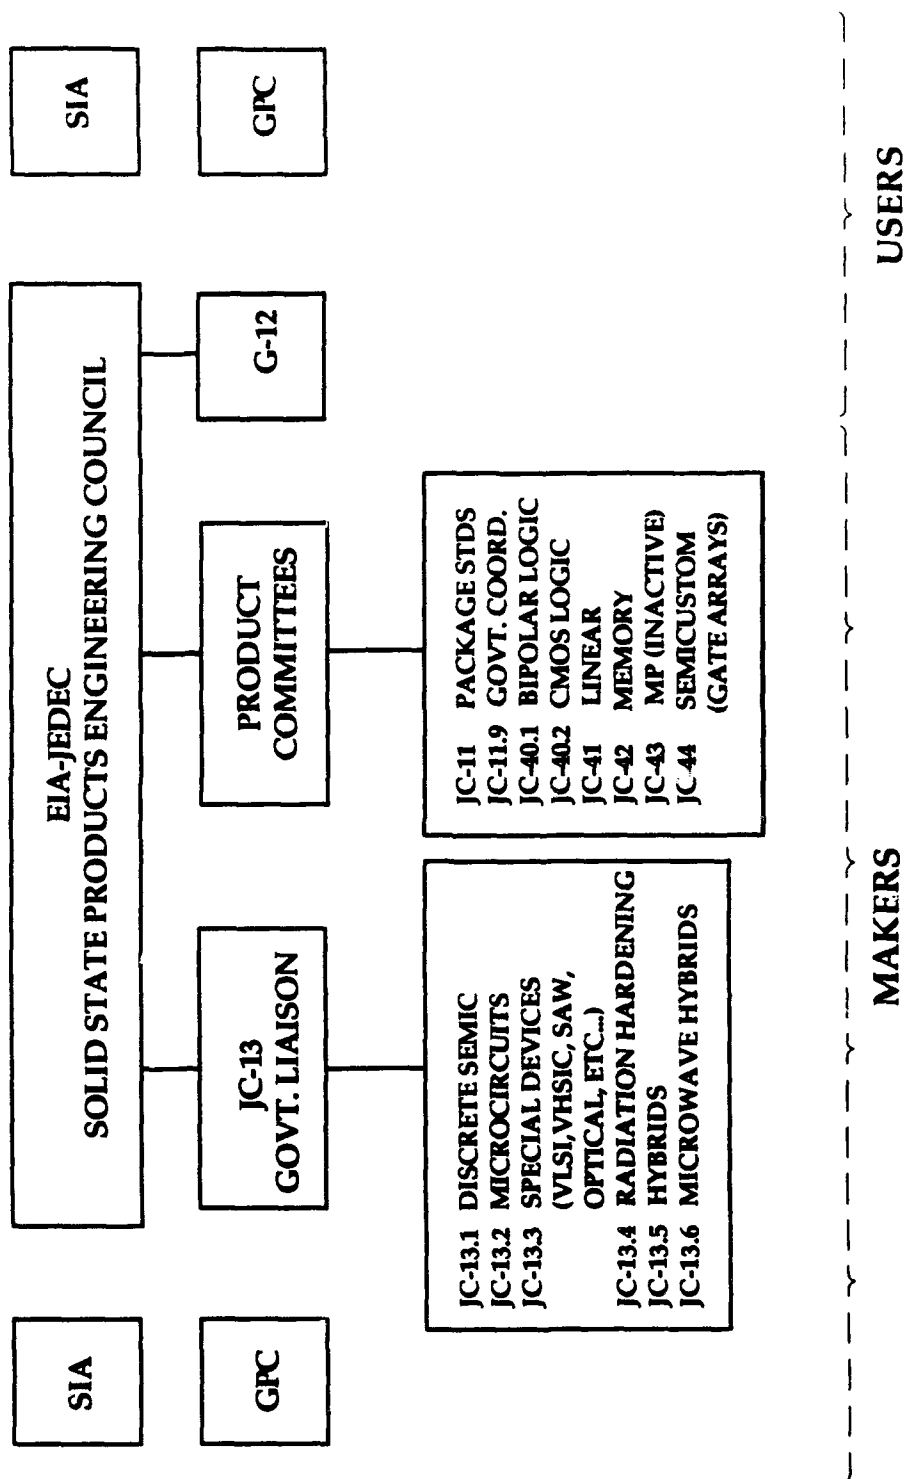 SIA
EIA-JEDEC
SOLID STATE PRODUCTS ENGINEERING COUNCIL
SIA
GPC
JC-13
GOVT. LIAISON
PRODUCT
COMMITTEES
G-12
GPC
JC-13.1 DISCRETE SEMIC
JC-13.2 MICROCIRCUITS
JC-13.3 SPECIAL DEVICES
(VLSI,VHSIC, SAW,
OPTICAL, ETC...)
JC-13.4 RADIATION HARDENING
JC-13.5 HYBRIDS
JC-13.6 MICROWAVE HYBRIDS
JC-11 PACKAGE STDS
JC-11.9 GOVT. COORD.
JC-40.1 BIPOLAR LOGIC
JC-40.2 CMOS LOGIC
JC-41 LINEAR
JC-42 MEMORY
JC-43 MP (INACTIVE)
JC-44 SEMICUSTOM
(GATE ARRAYS)
MAKERS
USERS